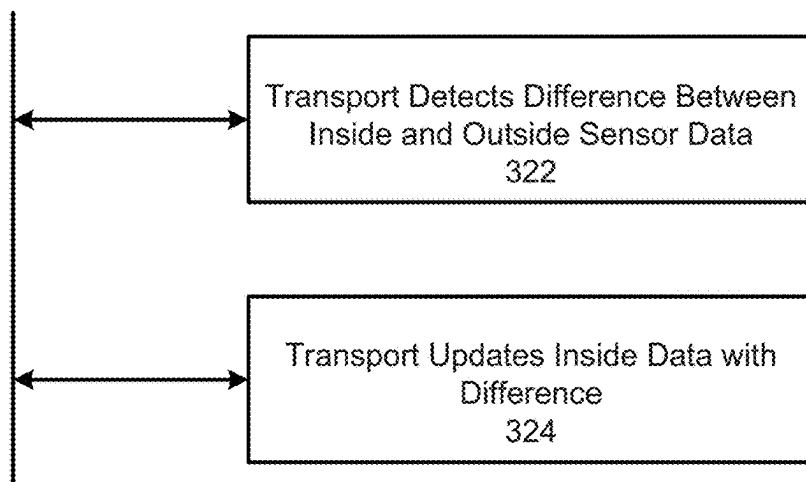 Transport Detects Difference Between
Inside and Outside Sensor Data
322
Transport Updates Inside Data with
Difference
324